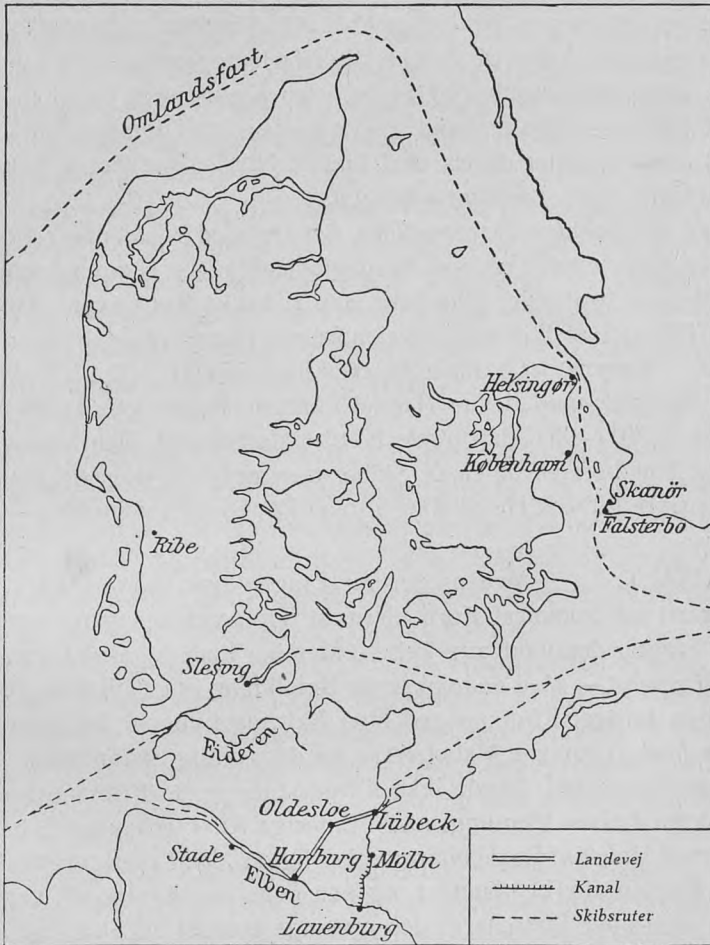 Omlandsfart
Helsingør
København
Skanör
Falsterbo
Ribe
Slesvig
Eideren
Oldesloe
Lübeck
Stade
Hamburg
Mölln
Elben
Lauenburg
Landevej
Kanal
Skibsruter